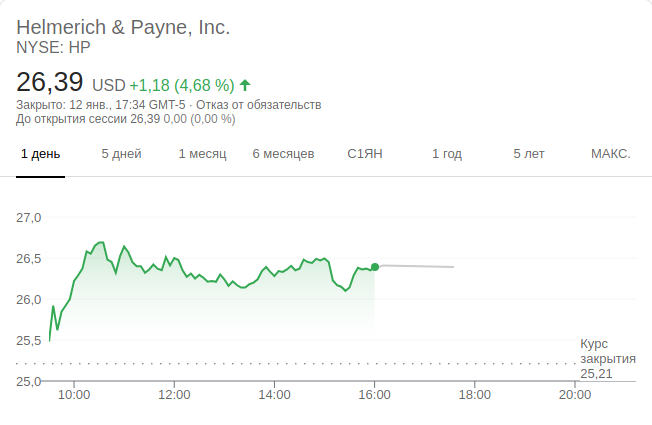 Helmerich & Payne, Inc.
NYSE: HP
26,39 USD +1,18 (4,68 %)
Закрыто: 12 янв., 17:34 GMT-5 · Отказ от обязательств
До открытия сессии 26,39 0,00 (0,00 %)
1 день 5 дней 1 месяц 6 месяцев С1ЯН 1 год 5 лет МАКС.
27,0
26,5
26,0
25,5
Курс
закрытия
25,21
25,0
10:00 12:00 14:00 16:00 18:00 20:00